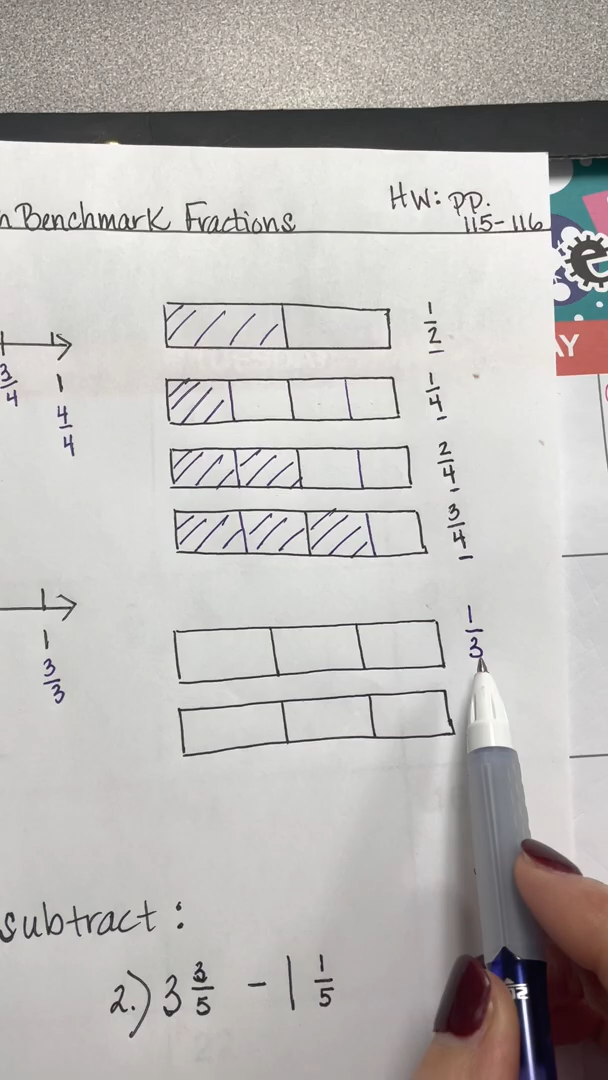 n Benchmark Fractions
HW: pp.
115-116
1/2
3/4
1
4/4
1/4
2/4
3/4
1
3/3
1/3
subtract:
2.) 3 3/5 - 1 1/5
e
AY